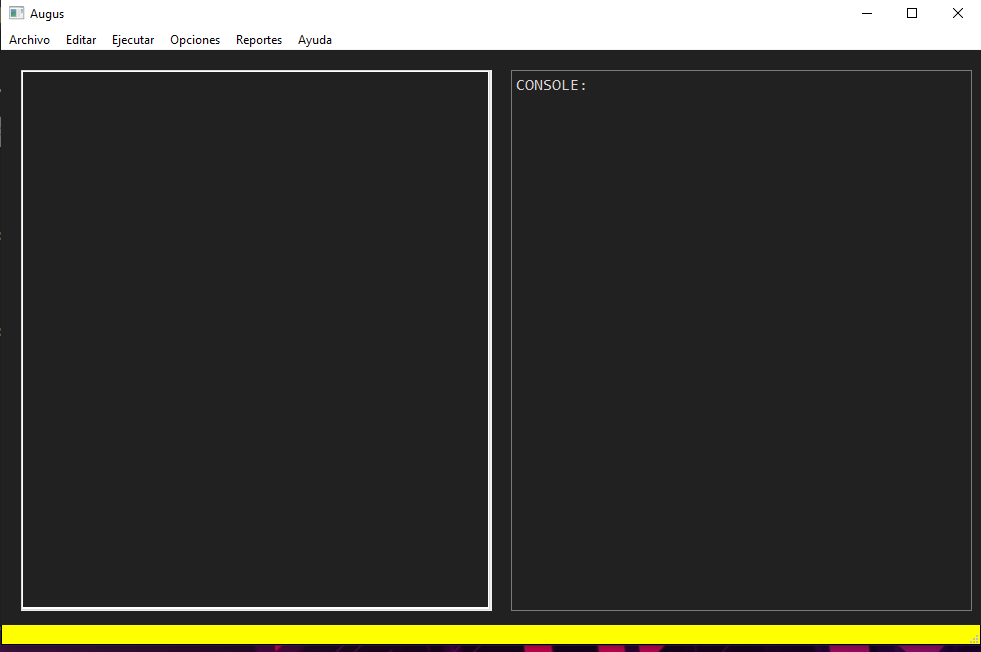 Augus
Archivo Editar Ejecutar Opciones Reportes Ayuda
CONSOLE: